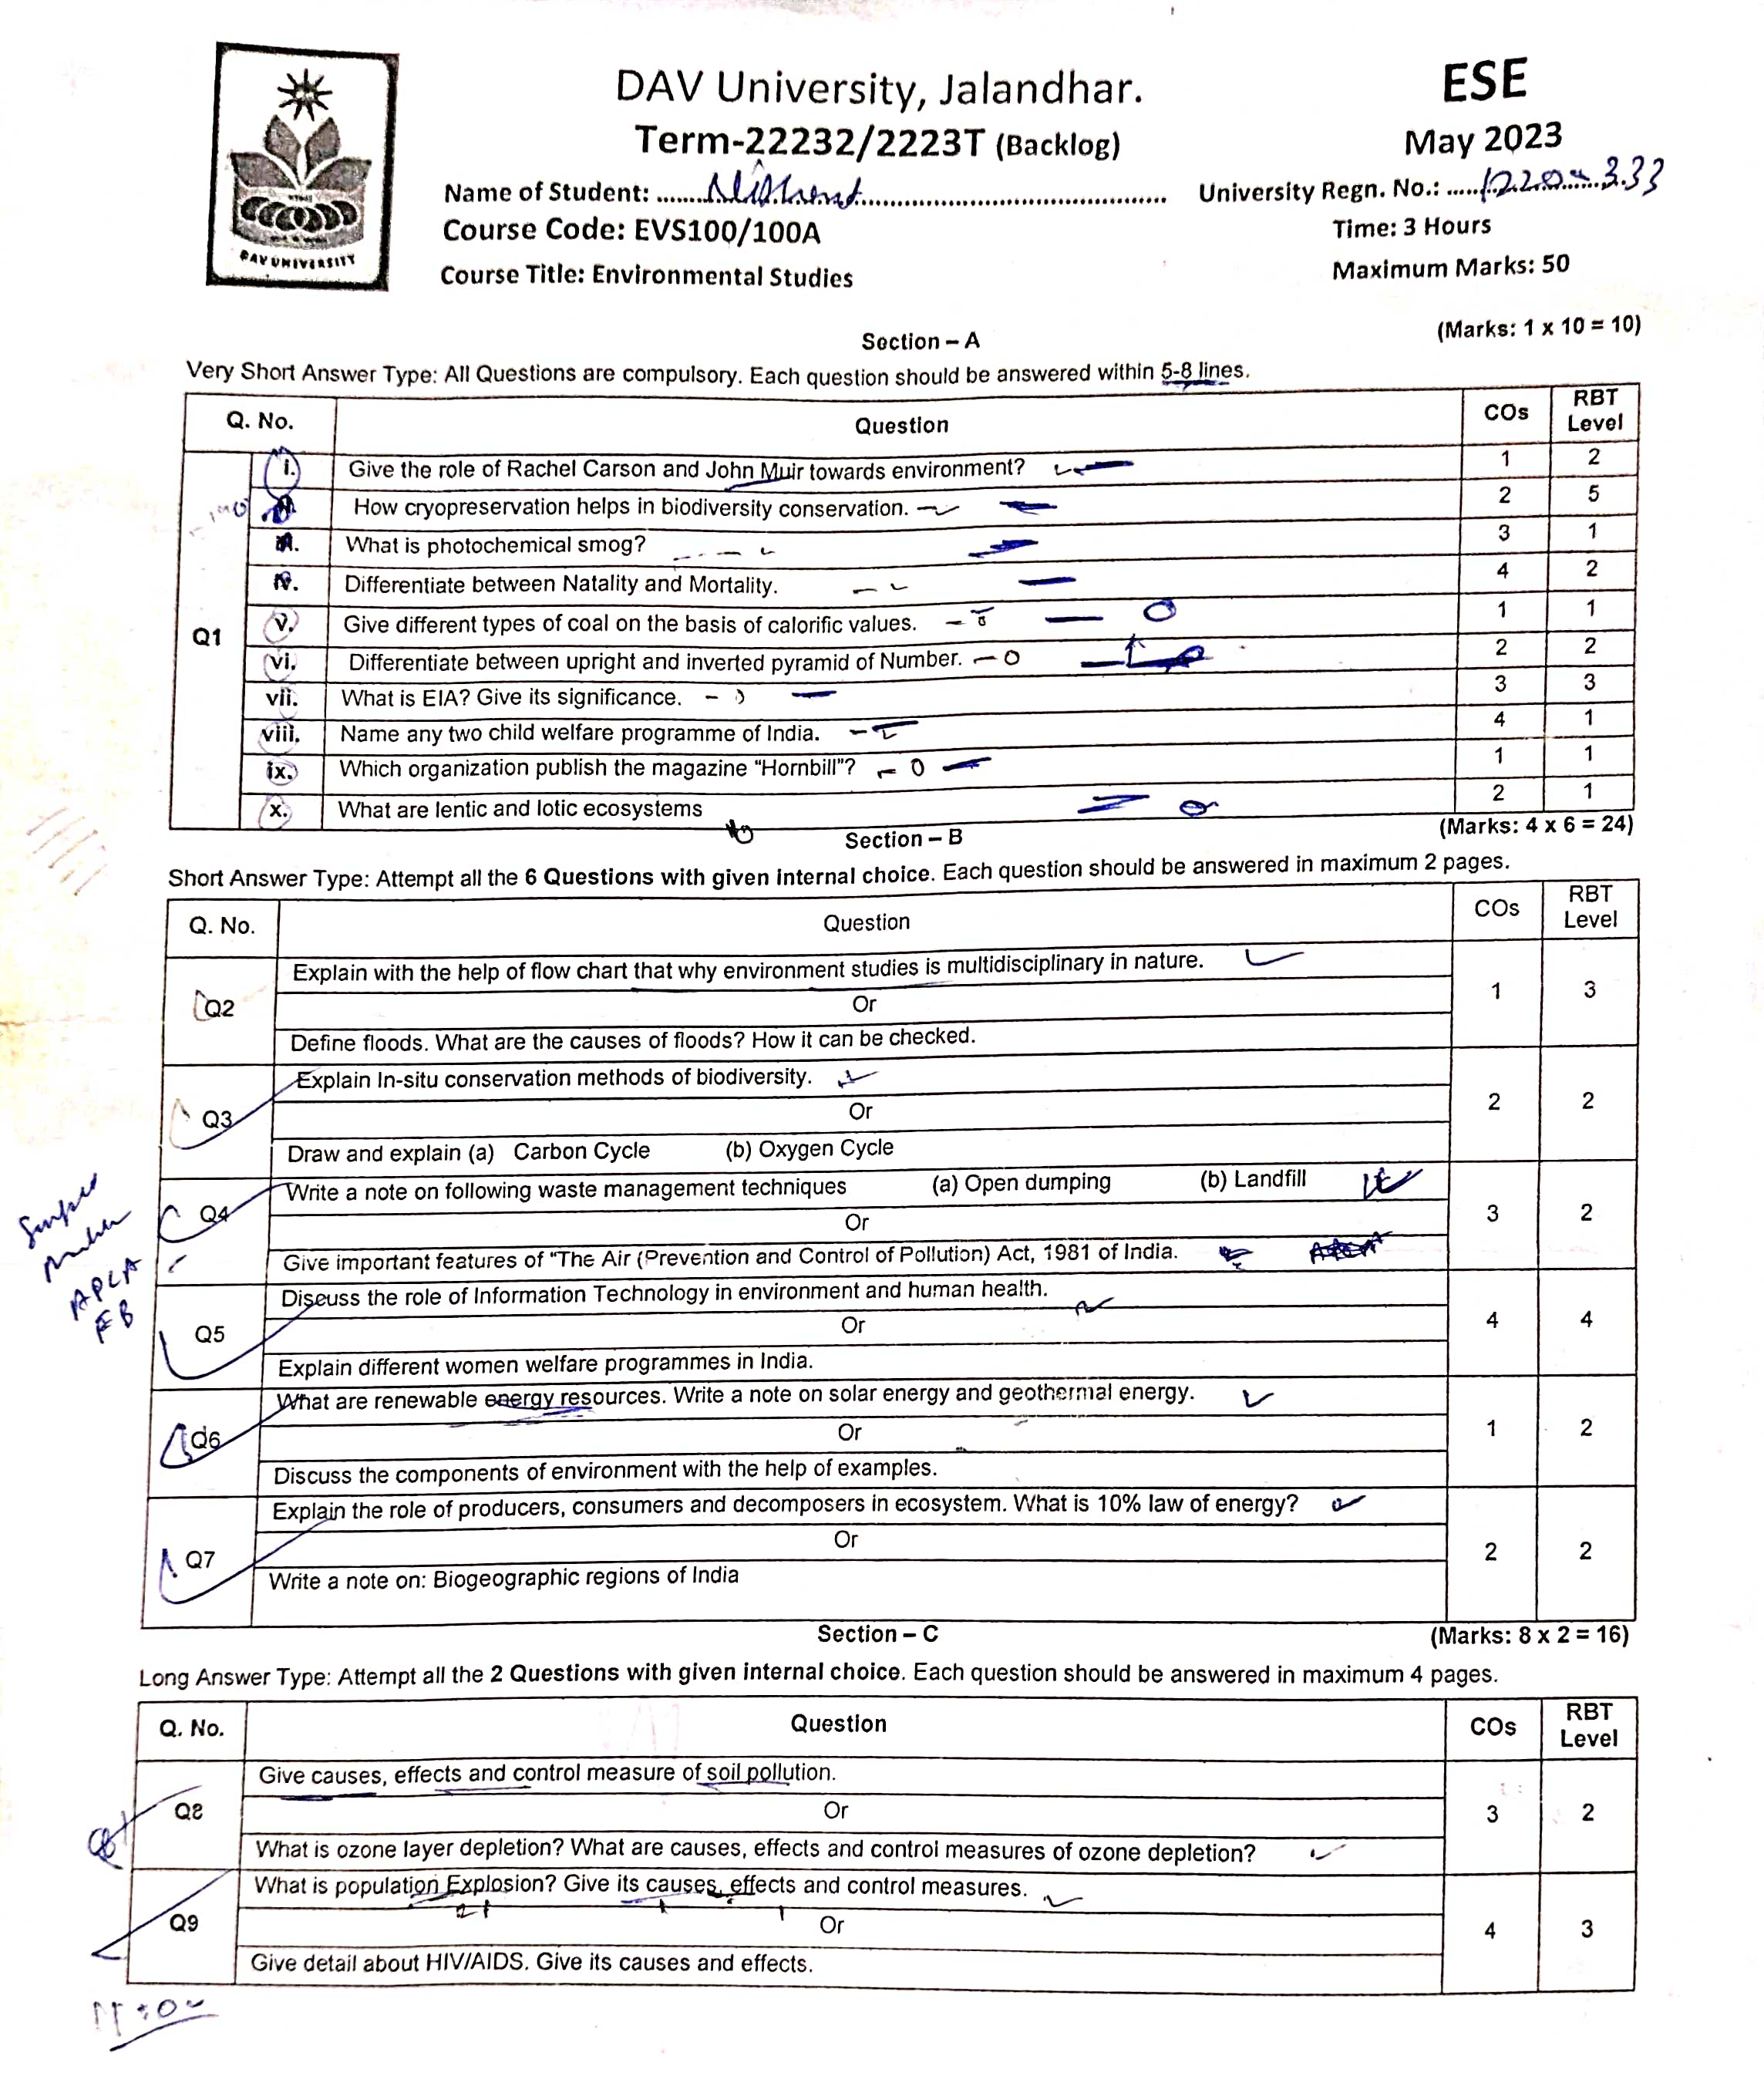 DAV University, Jalandhar.
ESE
Term-22232/2223T (Backlog)
May 2023
Name of Student: ...... Nishant ......
University Regn. No.: ......
Course Code: EVS100/100A
Time: 3 Hours
Course Title: Environmental Studies
Maximum Marks: 50
DAV UNIVERSITY
Section – A
(Marks: 1 x 10 = 10)
Very Short Answer Type: All Questions are compulsory. Each question should be answered within 5-8 lines.
Q. No. Question COs RBT Level
Q1
i. Give the role of Rachel Carson and John Muir towards environment? 1 2
How cryopreservation helps in biodiversity conservation. 2 5
What is photochemical smog? 3 1
iv. Differentiate between Natality and Mortality. 4 2
v. Give different types of coal on the basis of calorific values. 1 1
vi. Differentiate between upright and inverted pyramid of Number. 2 2
vii. What is EIA? Give its significance. 3 3
viii. Name any two child welfare programme of India. 4 1
ix. Which organization publish the magazine “Hornbill”? 1 1
x. What are lentic and lotic ecosystems 2 1
Section – B
(Marks: 4 x 6 = 24)
Short Answer Type: Attempt all the 6 Questions with given internal choice. Each question should be answered in maximum 2 pages.
Q. No. Question COs RBT Level
Explain with the help of flow chart that why environment studies is multidisciplinary in nature.
Q2 Or 1 3
Define floods. What are the causes of floods? How it can be checked.
Explain In-situ conservation methods of biodiversity.
Q3 Or 2 2
Draw and explain (a) Carbon Cycle (b) Oxygen Cycle
Write a note on following waste management techniques (a) Open dumping (b) Landfill
Q4 Or 3 2
Give important features of "The Air (Prevention and Control of Pollution) Act, 1981 of India.
Discuss the role of Information Technology in environment and human health.
Q5 Or 4 4
Explain different women welfare programmes in India.
What are renewable energy resources. Write a note on solar energy and geothermal energy.
Q6 Or 1 2
Discuss the components of environment with the help of examples.
Explain the role of producers, consumers and decomposers in ecosystem. What is 10% law of energy?
Q7 Or 2 2
Write a note on: Biogeographic regions of India
Section – C
(Marks: 8 x 2 = 16)
Long Answer Type: Attempt all the 2 Questions with given internal choice. Each question should be answered in maximum 4 pages.
Q. No. Question COs RBT Level
Give causes, effects and control measure of soil pollution.
Q8 Or 3 2
What is ozone layer depletion? What are causes, effects and control measures of ozone depletion?
What is population Explosion? Give its causes, effects and control measures.
Q9 Or 4 3
Give detail about HIV/AIDS. Give its causes and effects.